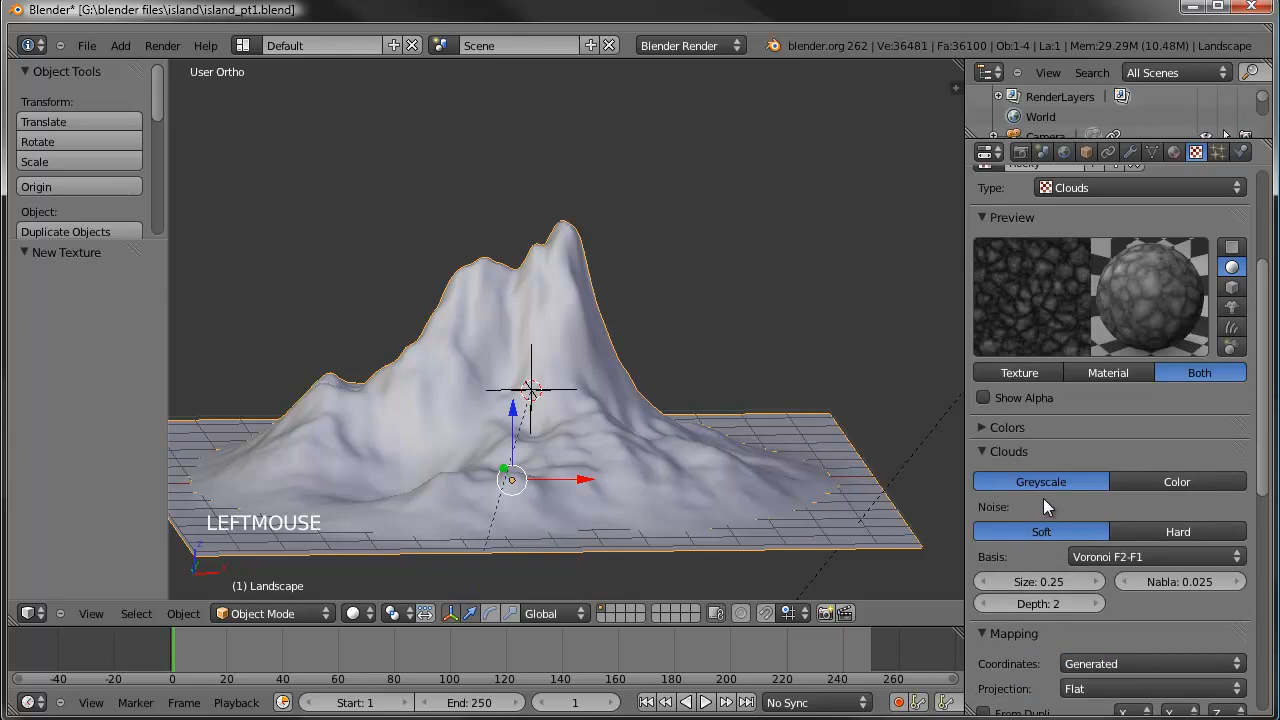 Blender* [G:\blender files\island\island_pt1.blend]
File Add Render Help Default Scene Blender Render blender.org 262 | Ve:36481 | Fa:36100 | Ob:1-4 | La:1 | Mem:29.29M (10.48M) | Landscape
Object Tools
Transform:
Translate
Rotate
Scale
Origin
Object:
Duplicate Objects
New Texture
User Ortho
LEFTMOUSE
z
x
(1) Landscape
View Select Object Object Mode Global
-40 -20 0 20 40 60 80 100 120 140 160 180 200 220 240 260
View Marker Frame Playback Start: 1 End: 250 1 No Sync
View Search All Scenes
RenderLayers
World
Camera
Type: Clouds
Preview
Texture Material Both
Show Alpha
Colors
Clouds
Greyscale Color
Noise:
Soft Hard
Basis: Voronoi F2-F1
Size: 0.25 Nabla: 0.025
Depth: 2
Mapping
Coordinates: Generated
Projection: Flat
From Dupli X Y Z